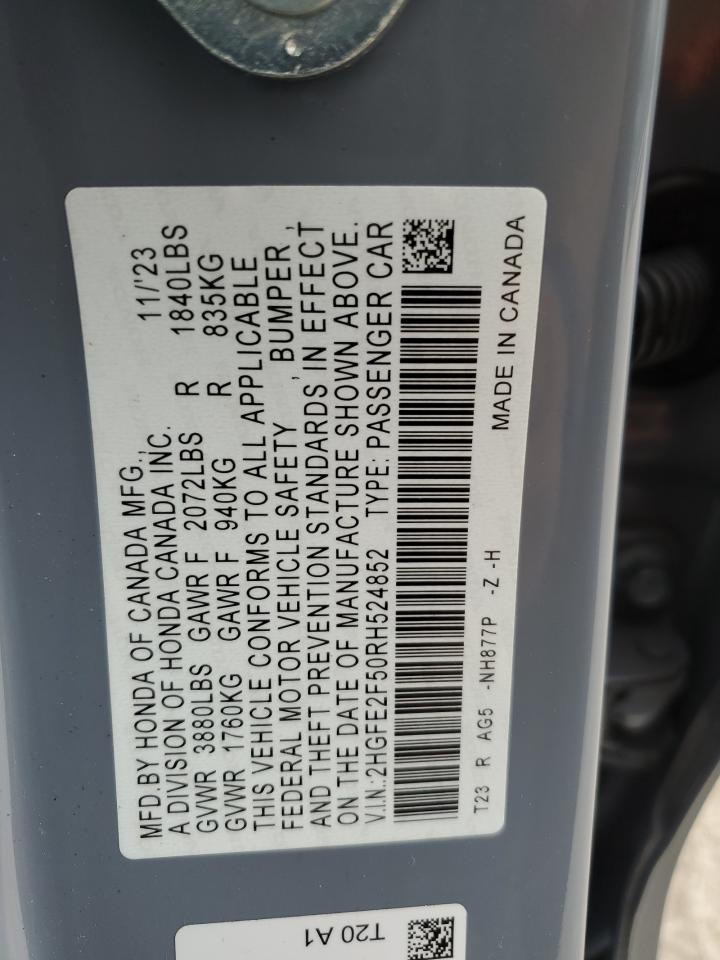 MFD.BY HONDA OF CANADA MFG., 11/'23
A DIVISION OF HONDA CANADA INC.
GVWR 3880LBS GAWR F 2072LBS R 1840LBS
GVWR 1760KG GAWR F 940KG R 835KG
THIS VEHICLE CONFORMS TO ALL APPLICABLE
FEDERAL MOTOR VEHICLE SAFETY , BUMPER ,
AND THEFT PREVENTION STANDARDS, IN EFFECT
ON THE DATE OF MANUFACTURE SHOWN ABOVE.
V.I.N.:2HGFE2F50RH524852 TYPE: PASSENGER CAR
T23 R AG5 -NH877P -Z -H
MADE IN CANADA
T20 A1